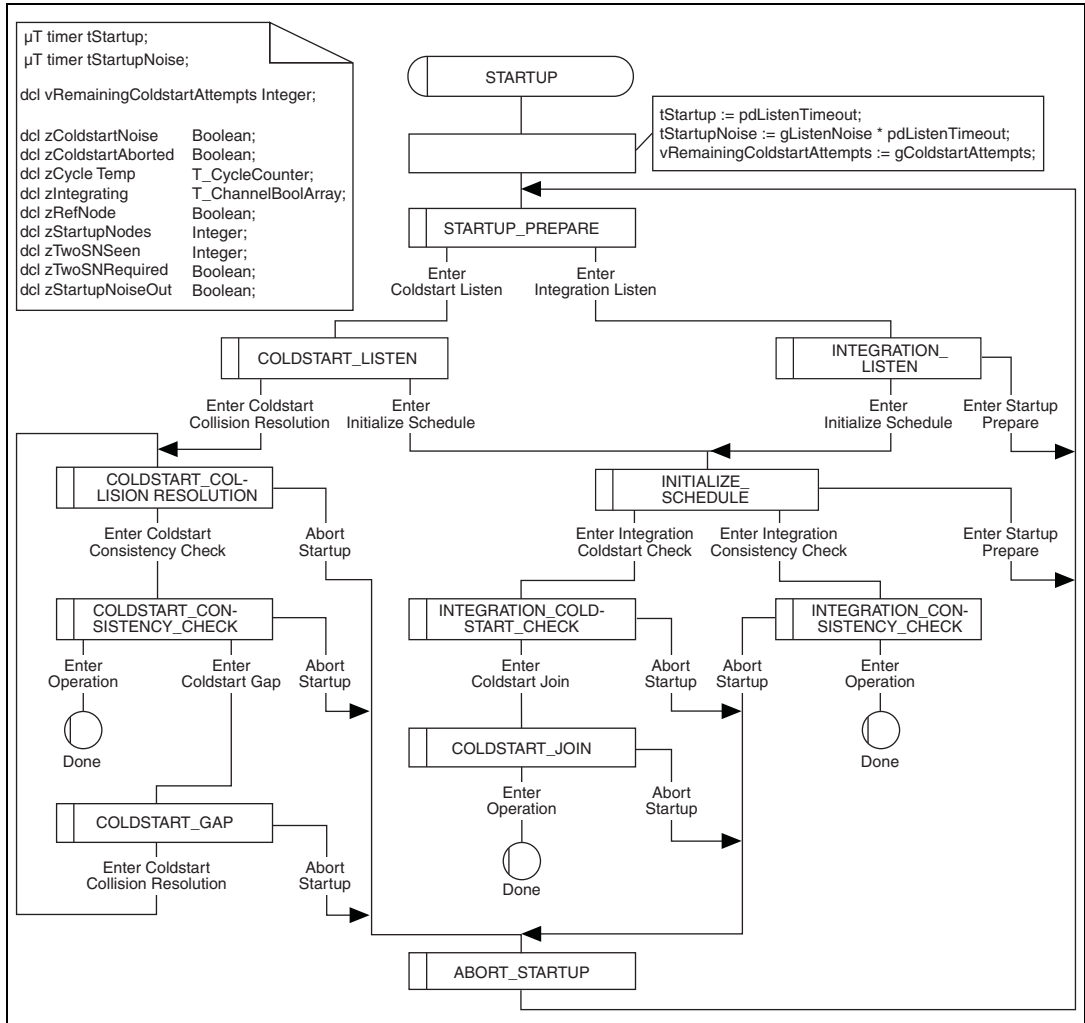 µT timer tStartup;
µT timer tStartupNoise;
dcl vRemainingColdstartAttempts Integer;
dcl zColdstartNoise Boolean;
dcl zColdstartAborted Boolean;
dcl zCycle Temp T_CycleCounter;
dcl zIntegrating T_ChannelBoolArray;
dcl zRefNode Boolean;
dcl zStartupNodes Integer;
dcl zTwoSNSeen Integer;
dcl zTwoSNRequired Boolean;
dcl zStartupNoiseOut Boolean;
STARTUP
tStartup := pdListenTimeout;
tStartupNoise := gListenNoise * pdListenTimeout;
vRemainingColdstartAttempts := gColdstartAttempts;
STARTUP_PREPARE
Enter
Coldstart Listen
Enter
Integration Listen
COLDSTART_LISTEN
INTEGRATION_
LISTEN
Enter Coldstart
Collision Resolution
Enter
Initialize Schedule
Enter
Initialize Schedule
Enter Startup
Prepare
COLDSTART_COL-
LISION RESOLUTION
INITIALIZE_
SCHEDULE
Enter Coldstart
Consistency Check
Abort
Startup
Enter Integration
Coldstart Check
Enter Integration
Consistency Check
Enter Startup
Prepare
COLDSTART_CON-
SISTENCY_CHECK
INTEGRATION_COLD-
START_CHECK
INTEGRATION_CON-
SISTENCY_CHECK
Enter
Operation
Enter
Coldstart Gap
Abort
Startup
Enter
Coldstart Join
Abort
Startup
Abort
Startup
Enter
Operation
Done
COLDSTART_JOIN
Done
Enter
Operation
Abort
Startup
COLDSTART_GAP
Enter Coldstart
Collision Resolution
Abort
Startup
Done
ABORT_STARTUP